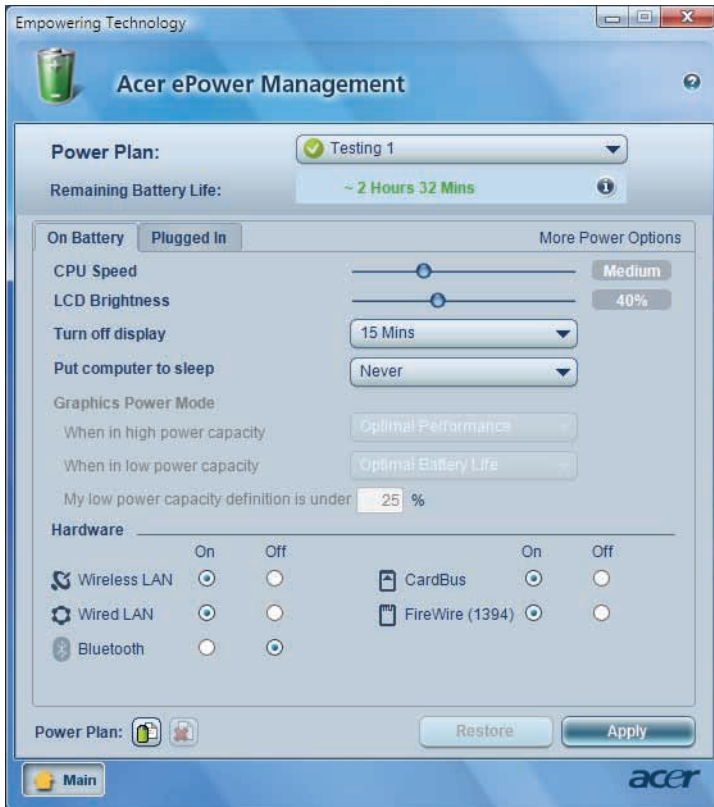 Empowering Technology
Acer ePower Management
Power Plan: Testing 1
Remaining Battery Life: ~ 2 Hours 32 Mins
On Battery Plugged In More Power Options
CPU Speed Medium
LCD Brightness 40%
Turn off display 15 Mins
Put computer to sleep Never
Graphics Power Mode
When in high power capacity Optimal Performance
When in low power capacity Optimal Battery Life
My low power capacity definition is under 25 %
Hardware
On Off On Off
Wireless LAN CardBus
Wired LAN FireWire (1394)
Bluetooth
Power Plan: Restore Apply
Main acer